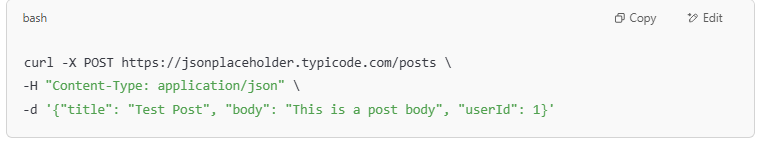 bash
Copy
Edit
curl -X POST https://jsonplaceholder.typicode.com/posts \
-H "Content-Type: application/json" \
-d '{"title": "Test Post", "body": "This is a post body", "userId": 1}'